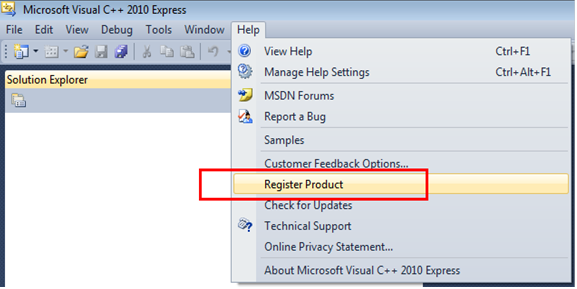 Microsoft Visual C++ 2010 Express
File Edit View Debug Tools Window Help
Solution Explorer
View Help Ctrl+F1
Manage Help Settings Ctrl+Alt+F1
MSDN Forums
Report a Bug
Samples
Customer Feedback Options...
Register Product
Check for Updates
Technical Support
Online Privacy Statement...
About Microsoft Visual C++ 2010 Express